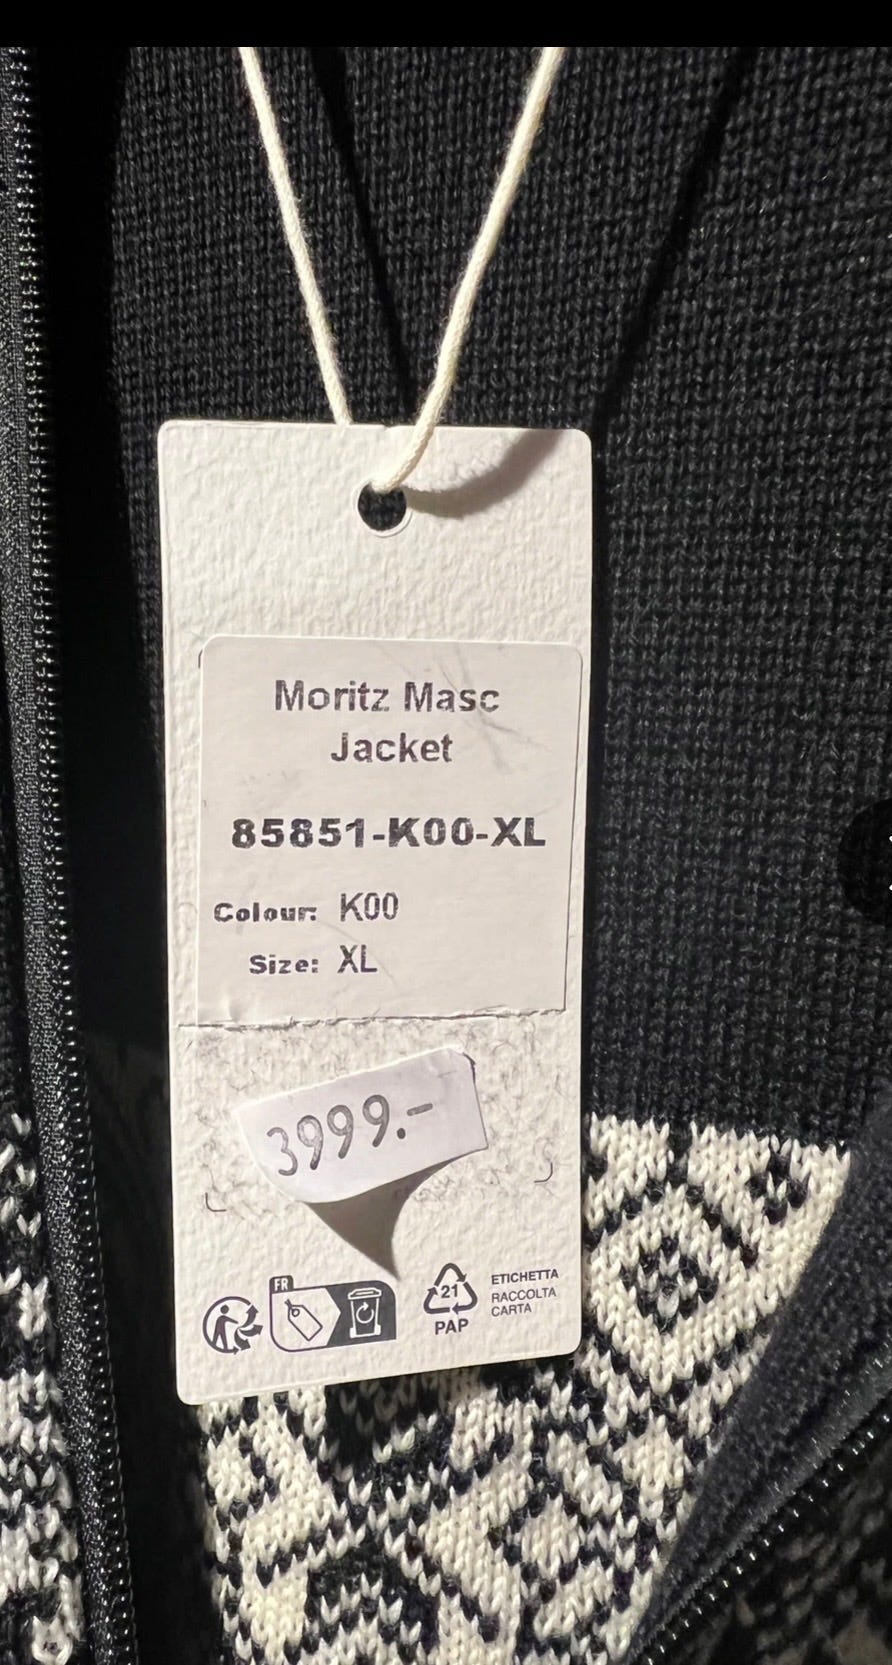 Moritz Masc
Jacket
85851-K00-XL
Colour: K00
Size: XL
3999.-
FR
21
PAP
ETICHETTA
RACCOLTA
CARTA